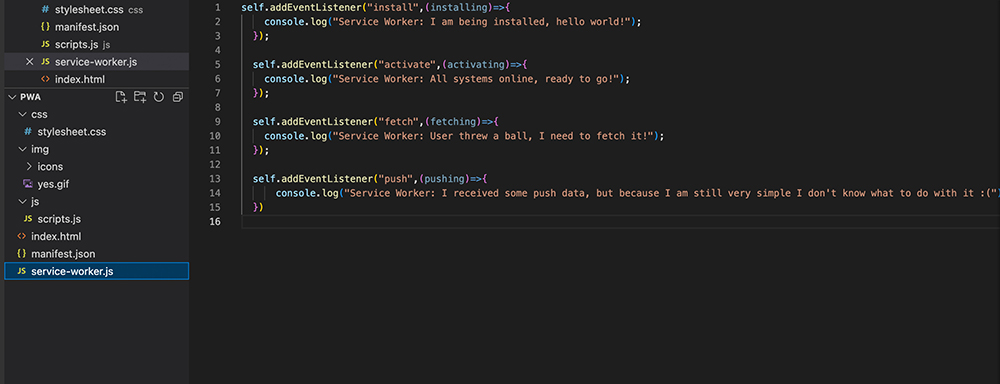 # stylesheet.css css
{} manifest.json
JS scripts.js js
× JS service-worker.js
<> index.html
PWA
css
# stylesheet.css
img
icons
yes.gif
js
JS scripts.js
<> index.html
{} manifest.json
JS service-worker.js
1 self.addEventListener("install",(installing)=>{
2 console.log("Service Worker: I am being installed, hello world!");
3 });
4
5 self.addEventListener("activate",(activating)=>{
6 console.log("Service Worker: All systems online, ready to go!");
7 });
8
9 self.addEventListener("fetch",(fetching)=>{
10 console.log("Service Worker: User threw a ball, I need to fetch it!");
11 });
12
13 self.addEventListener("push",(pushing)=>{
14 console.log("Service Worker: I received some push data, but because I am still very simple I don't know what to do with it :(")
15 })
16